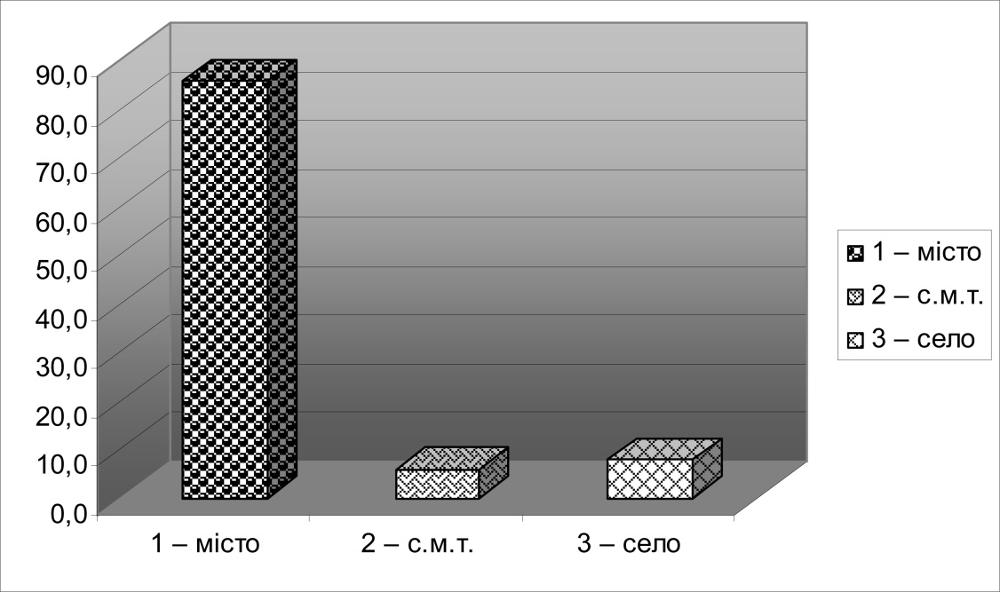 90,0
80,0
70,0
60,0
50,0
40,0
30,0
20,0
10,0
0,0
1 – місто
2 – с.м.т.
3 – село
1 – місто
2 – с.м.т.
3 – село